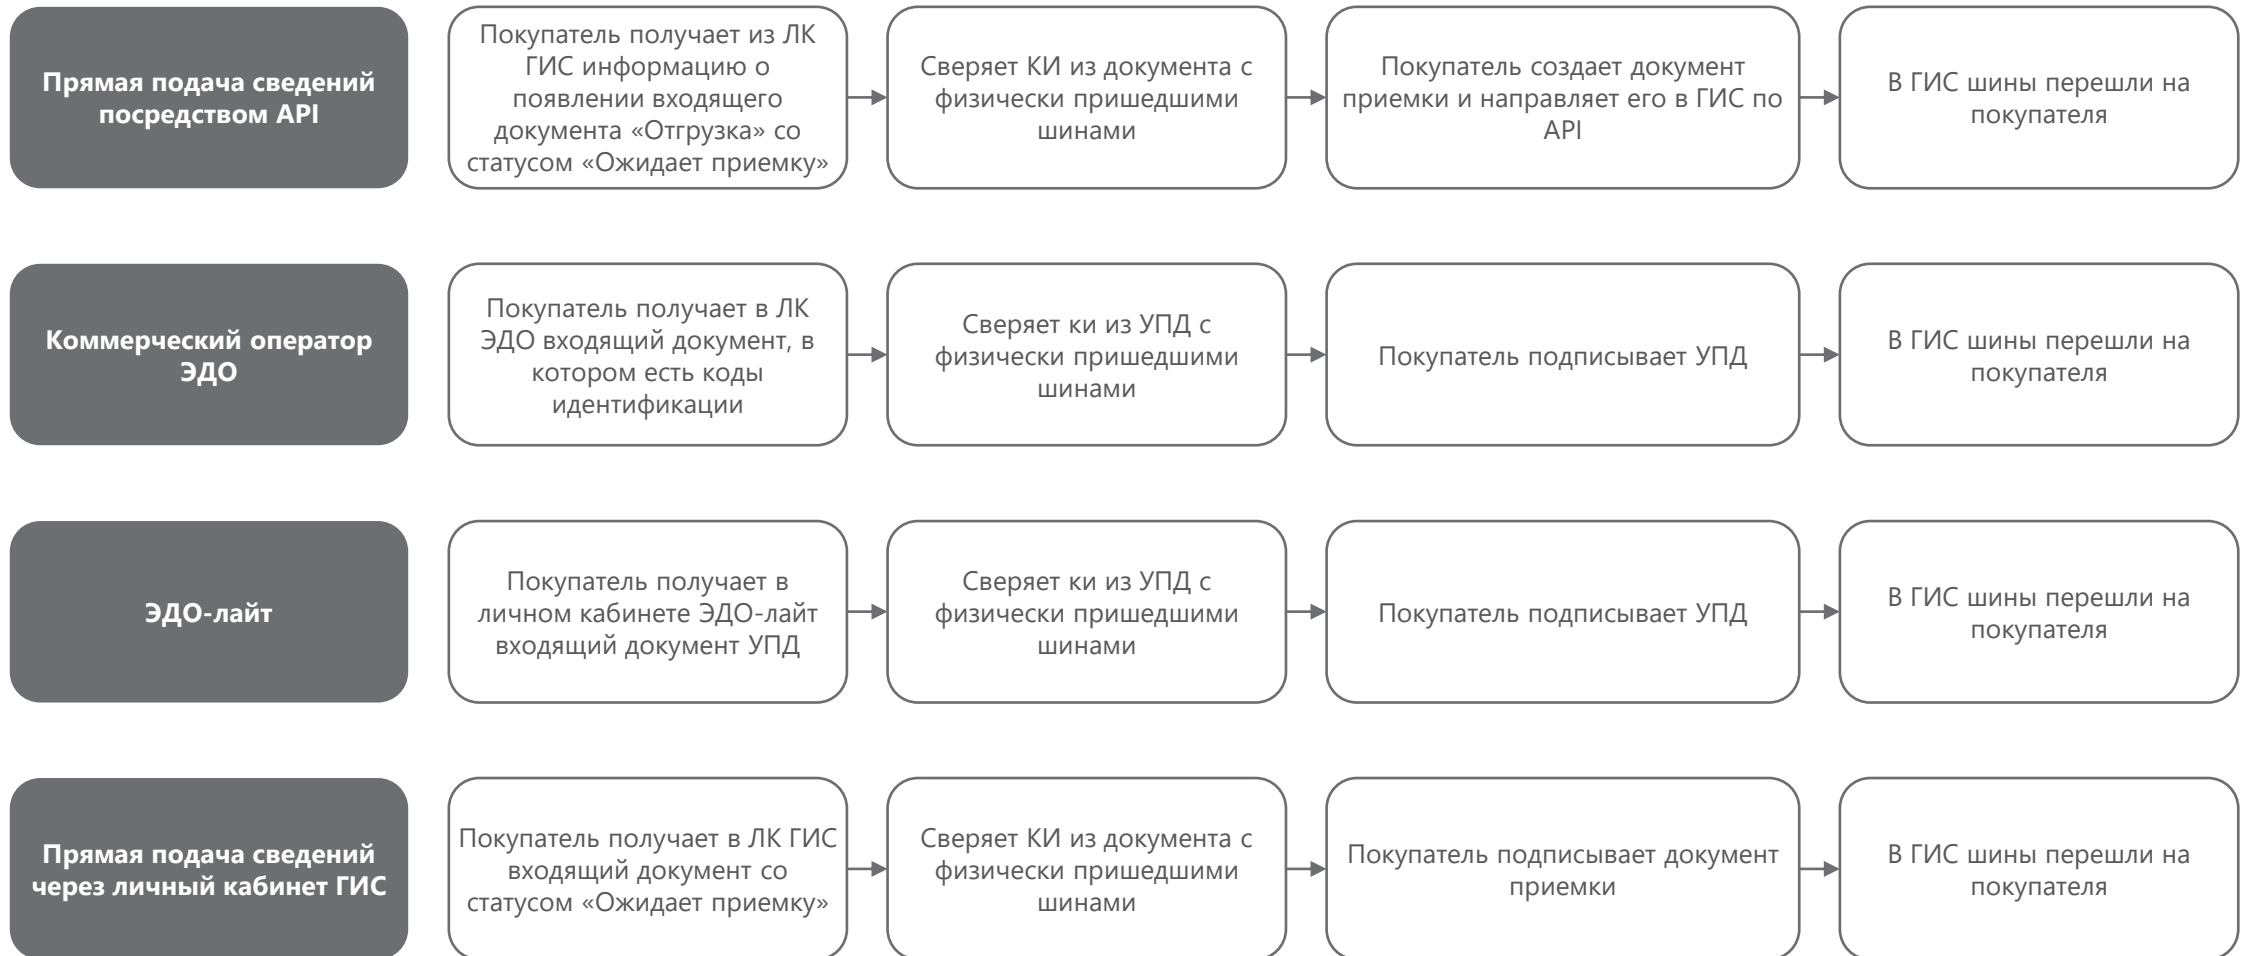 Прямая подача сведений
посредством API
Покупатель получает из ЛК
ГИС информацию о
появлении входящего
документа «Отгрузка» со
статусом «Ожидает приемку»
Сверяет КИ из документа с
физически пришедшими
шинами
Покупатель создает документ
приемки и направляет его в ГИС по
API
В ГИС шины перешли на
покупателя
Коммерческий оператор
ЭДО
Покупатель получает в ЛК
ЭДО входящий документ, в
котором есть коды
идентификации
Сверяет ки из УПД с
физически пришедшими
шинами
Покупатель подписывает УПД
В ГИС шины перешли на
покупателя
ЭДО-лайт
Покупатель получает в
личном кабинете ЭДО-лайт
входящий документ УПД
Сверяет ки из УПД с
физически пришедшими
шинами
Покупатель подписывает УПД
В ГИС шины перешли на
покупателя
Прямая подача сведений
через личный кабинет ГИС
Покупатель получает в ЛК ГИС
входящий документ со
статусом «Ожидает приемку»
Сверяет КИ из документа с
физически пришедшими
шинами
Покупатель подписывает документ
приемки
В ГИС шины перешли на
покупателя